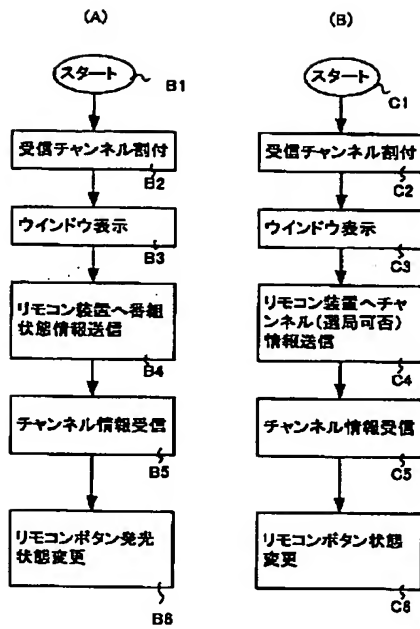 (A)
スタート
B1
受信チャンネル割付
B2
ウインドウ表示
B3
リモコン装置へ番組
状態情報送信
B4
チャンネル情報受信
B5
リモコンボタン発光
状態変更
B6
(B)
スタート
C1
受信チャンネル割付
C2
ウインドウ表示
C3
リモコン装置へチャ
ンネル(選局可否)
情報送信
C4
チャンネル情報受信
C5
リモコンボタン状態
変更
C6